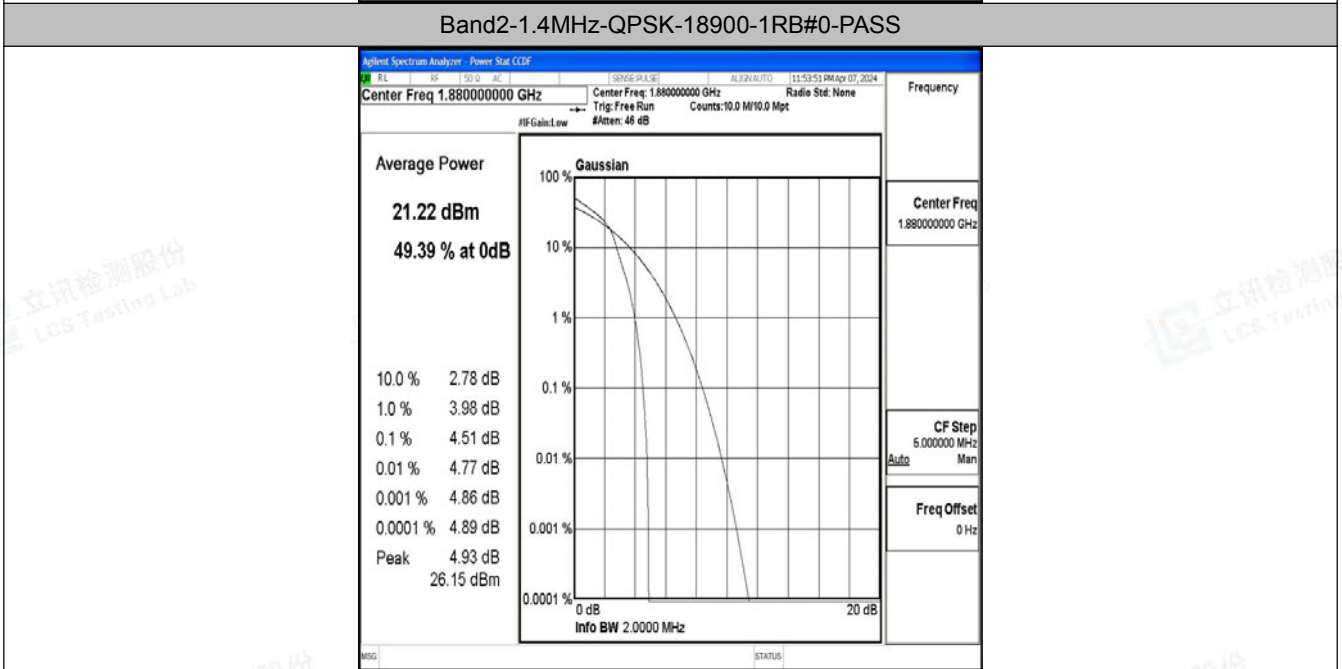 Band2-1.4MHz-QPSK-18900-1RB#0-PASS
Agilent Spectrum Analyzer - Power Stat CCDF
RL RF 50 Ω AC SENSE:PULSE ALIGNAUTO 11:53:51 PM Apr 07, 2024
Center Freq 1.880000000 GHz
Center Freq: 1.880000000 GHz Radio Std: None
Trig: Free Run Counts:10.0 M/10.0 Mpt
#IFGain:Low #Atten: 46 dB
Frequency
Average Power
21.22 dBm
49.39 % at 0dB
10.0 % 2.78 dB
1.0 % 3.98 dB
0.1 % 4.51 dB
0.01 % 4.77 dB
0.001 % 4.86 dB
0.0001 % 4.89 dB
Peak 4.93 dB
26.15 dBm
Gaussian
100 %
10 %
1 %
0.1 %
0.01 %
0.001 %
0.0001 %
0 dB 20 dB
Info BW 2.0000 MHz
Center Freq
1.880000000 GHz
CF Step
5.000000 MHz
Auto Man
Freq Offset
0 Hz
MSG STATUS
立讯检测股份
LCS Testing Lab
立讯检测
LCS Testin